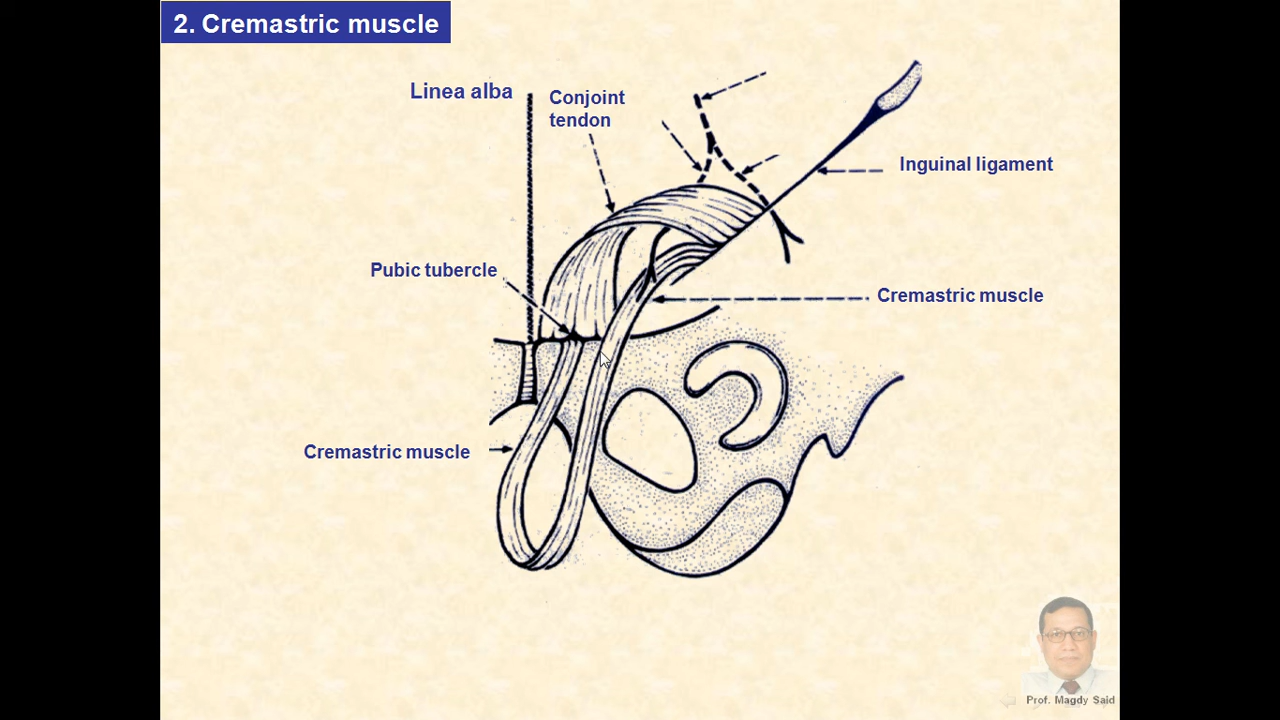 2. Cremastric muscle
Linea alba
Conjoint
tendon
Inguinal ligament
Pubic tubercle
Cremastric muscle
Cremastric muscle
Prof. Magdy Said